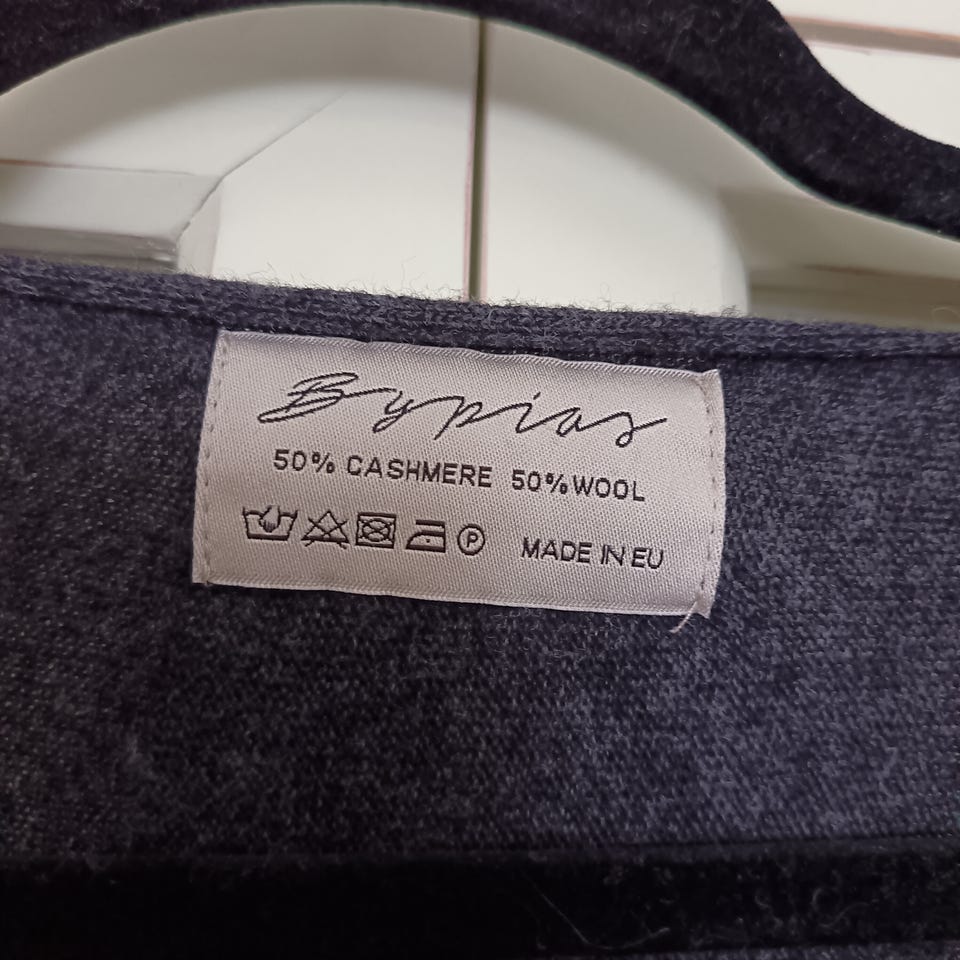 Bypias
50% CASHMERE 50% WOOL
P MADE IN EU